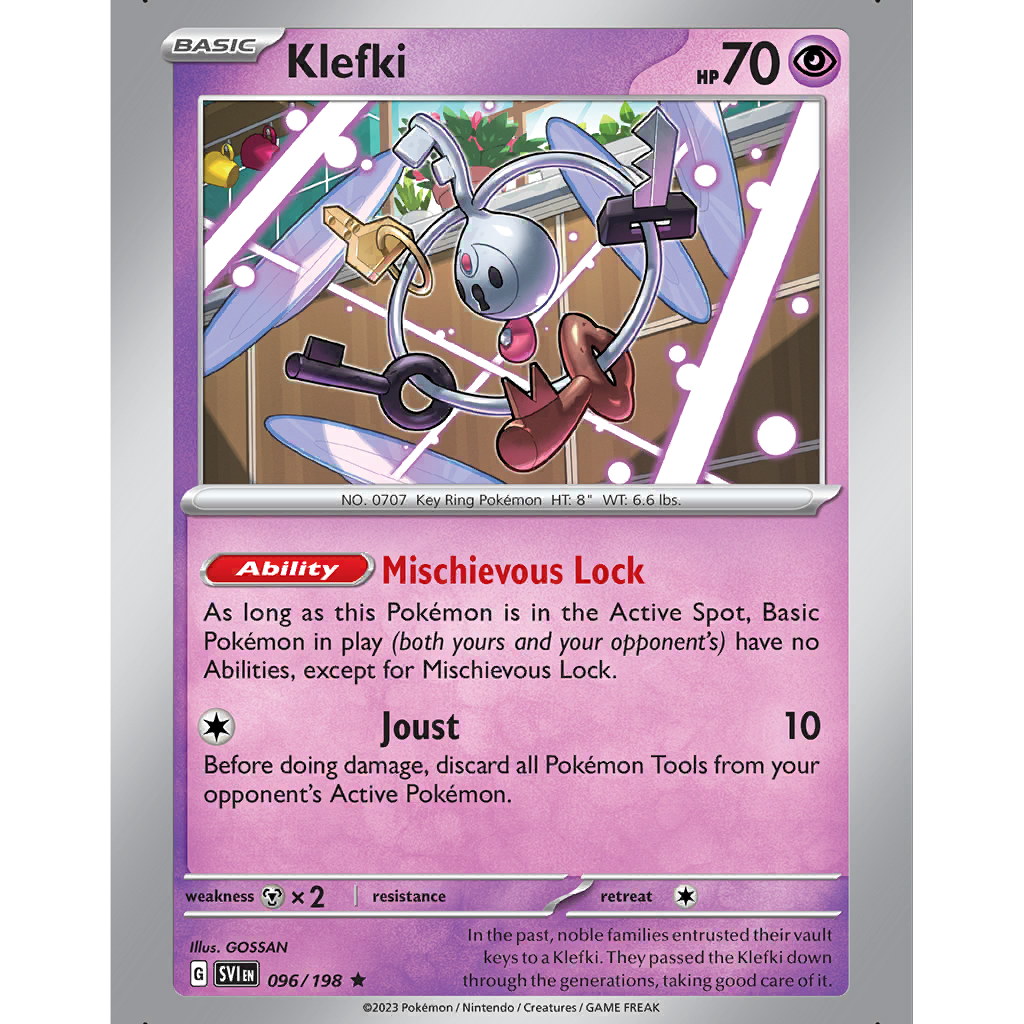 BASIC Klefki HP 70
NO. 0707 Key Ring Pokémon HT: 8" WT: 6.6 lbs.
Ability Mischievous Lock
As long as this Pokémon is in the Active Spot, Basic
Pokémon in play (both yours and your opponent's) have no
Abilities, except for Mischievous Lock.
Joust 10
Before doing damage, discard all Pokémon Tools from your
opponent's Active Pokémon.
weakness ×2 resistance retreat
Illus. GOSSAN
G SVI EN 096/198 ★
In the past, noble families entrusted their vault
keys to a Klefki. They passed the Klefki down
through the generations, taking good care of it.
©2023 Pokémon / Nintendo / Creatures / GAME FREAK